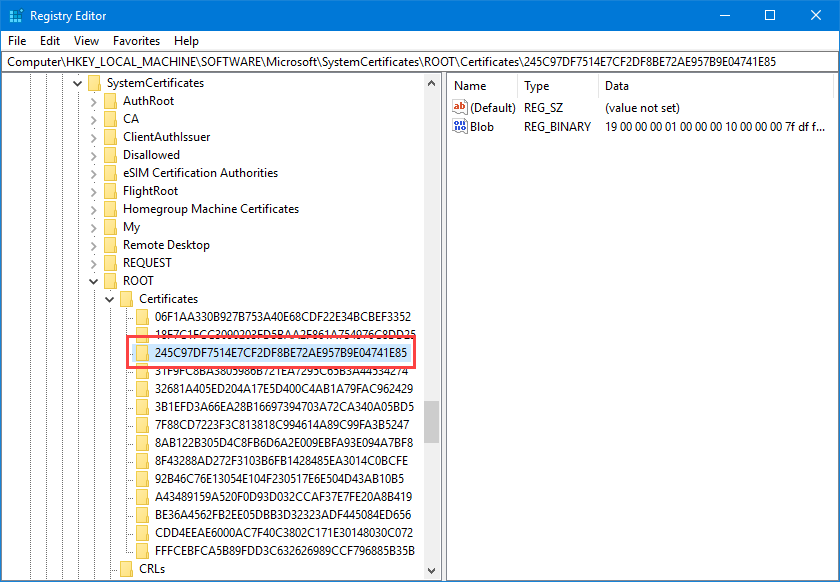 Registry Editor
File Edit View Favorites Help
Computer\HKEY_LOCAL_MACHINE\SOFTWARE\Microsoft\SystemCertificates\ROOT\Certificates\245C97DF7514E7CF2DF8BE72AE957B9E04741E85
SystemCertificates
AuthRoot
CA
ClientAuthIssuer
Disallowed
eSIM Certification Authorities
FlightRoot
Homegroup Machine Certificates
My
Remote Desktop
REQUEST
ROOT
Certificates
06F1AA330B927B753A40E68CDF22E34BCBEF3352
18F7C1FCC3090203FD5BAA2F861A754976C8DD25
245C97DF7514E7CF2DF8BE72AE957B9E04741E85
31F9FC8BA3805986B721EA7295C65B3A44534274
32681A405ED204A17E5D400C4AB1A79FAC962429
3B1EFD3A66EA28B16697394703A72CA340A05BD5
7F88CD7223F3C813818C994614A89C99FA3B5247
8AB122B305D4C8FB6D6A2E009EBFA93E094A7BF8
8F43288AD272F3103B6FB1428485EA3014C0BCFE
92B46C76E13054E104F230517E6E504D43AB10B5
A43489159A520F0D93D032CCAF37E7FE20A8B419
BE36A4562FB2EE05DBB3D32323ADF445084ED656
CDD4EEAE6000AC7F40C3802C171E30148030C072
FFFCEBFCA5B89FDD3C632626989CCF796885B35B
CRLs
Name Type Data
(Default) REG_SZ (value not set)
Blob REG_BINARY 19 00 00 00 01 00 00 00 10 00 00 00 7f df f...